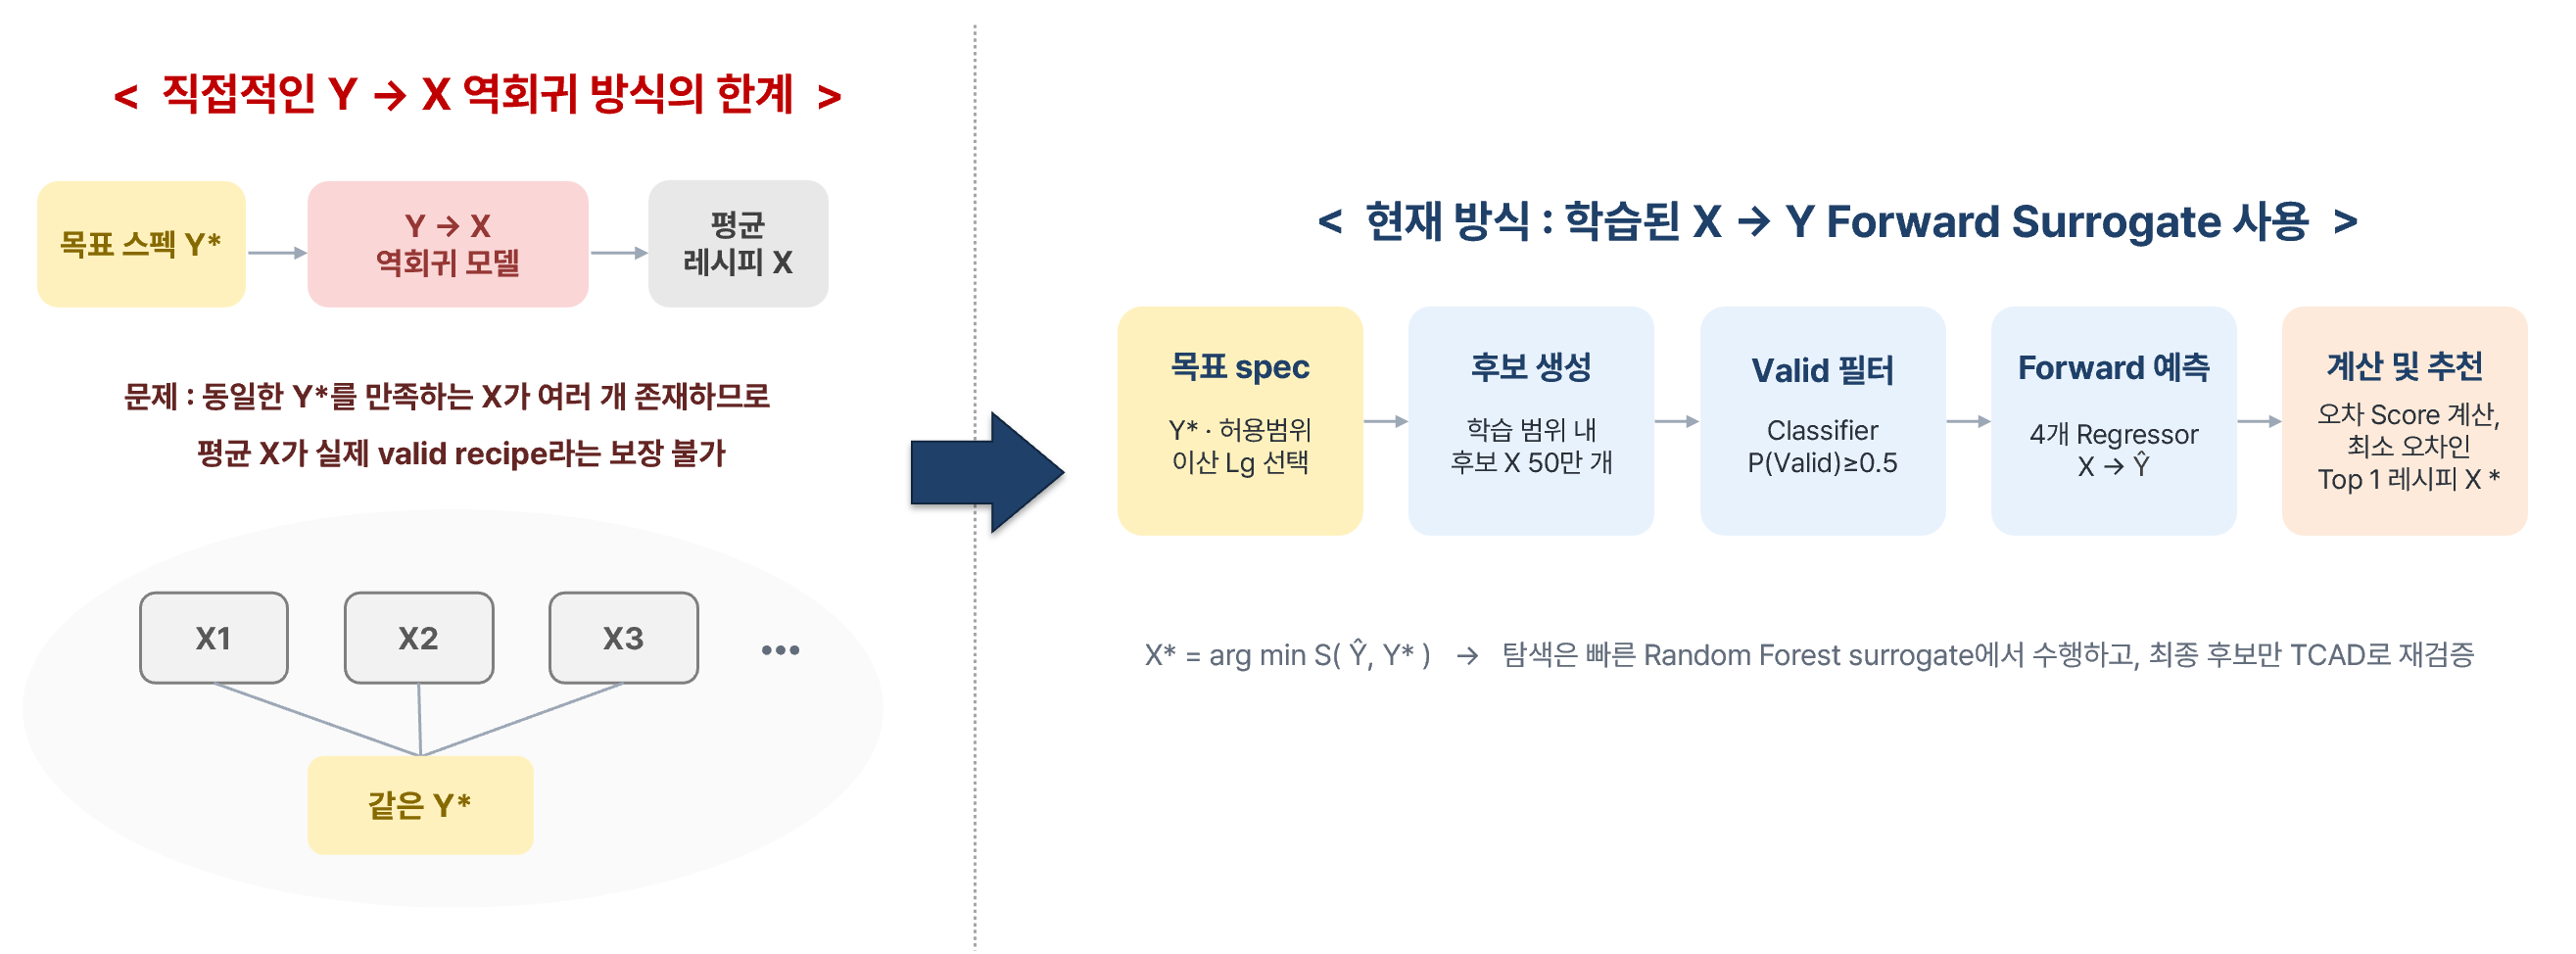 < 직접적인 Y → X 역회귀 방식의 한계 >
목표 스펙 Y*
Y → X
역회귀 모델
평균
레시피 X
문제 : 동일한 Y*를 만족하는 X가 여러 개 존재하므로
평균 X가 실제 valid recipe라는 보장 불가
X1
X2
X3
•••
같은 Y*
< 현재 방식 : 학습된 X → Y Forward Surrogate 사용 >
목표 spec
Y* · 허용범위
이산 Lg 선택
후보 생성
학습 범위 내
후보 X 50만 개
Valid 필터
Classifier
P(Valid)≥0.5
Forward 예측
4개 Regressor
X → Ŷ
계산 및 추천
오차 Score 계산,
최소 오차인
Top 1 레시피 X *
X* = arg min S( Ŷ, Y* ) → 탐색은 빠른 Random Forest surrogate에서 수행하고, 최종 후보만 TCAD로 재검증